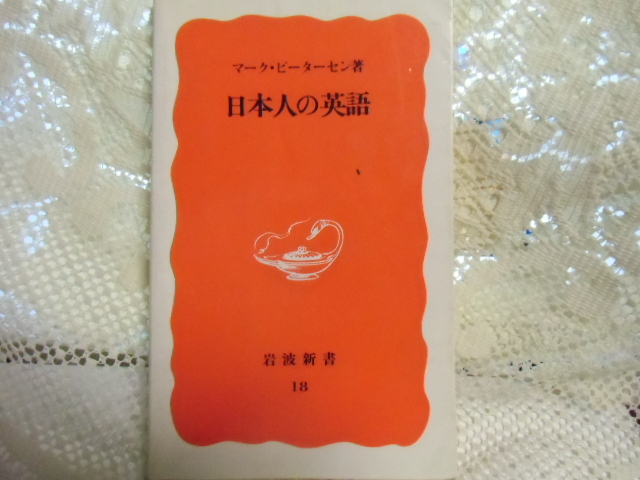 マーク・ピーターセン著
日本人の英語
岩波新書
18